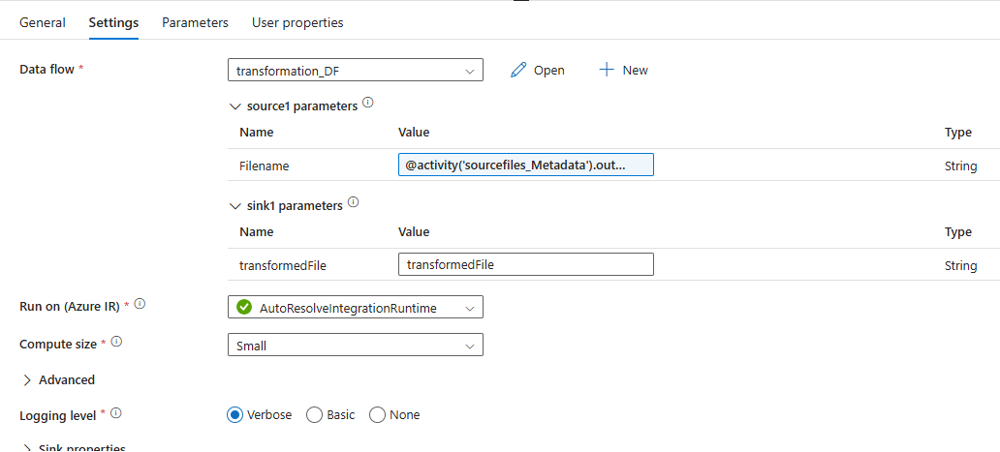 General Settings Parameters User properties
Data flow * transformation_DF Open New
source1 parameters
Name Value Type
Filename @activity('sourcefiles_Metadata').out... String
sink1 parameters
Name Value Type
transformedFile transformedFile String
Run on (Azure IR) * AutoResolveIntegrationRuntime
Compute size * Small
Advanced
Logging level * Verbose Basic None
Sink properties